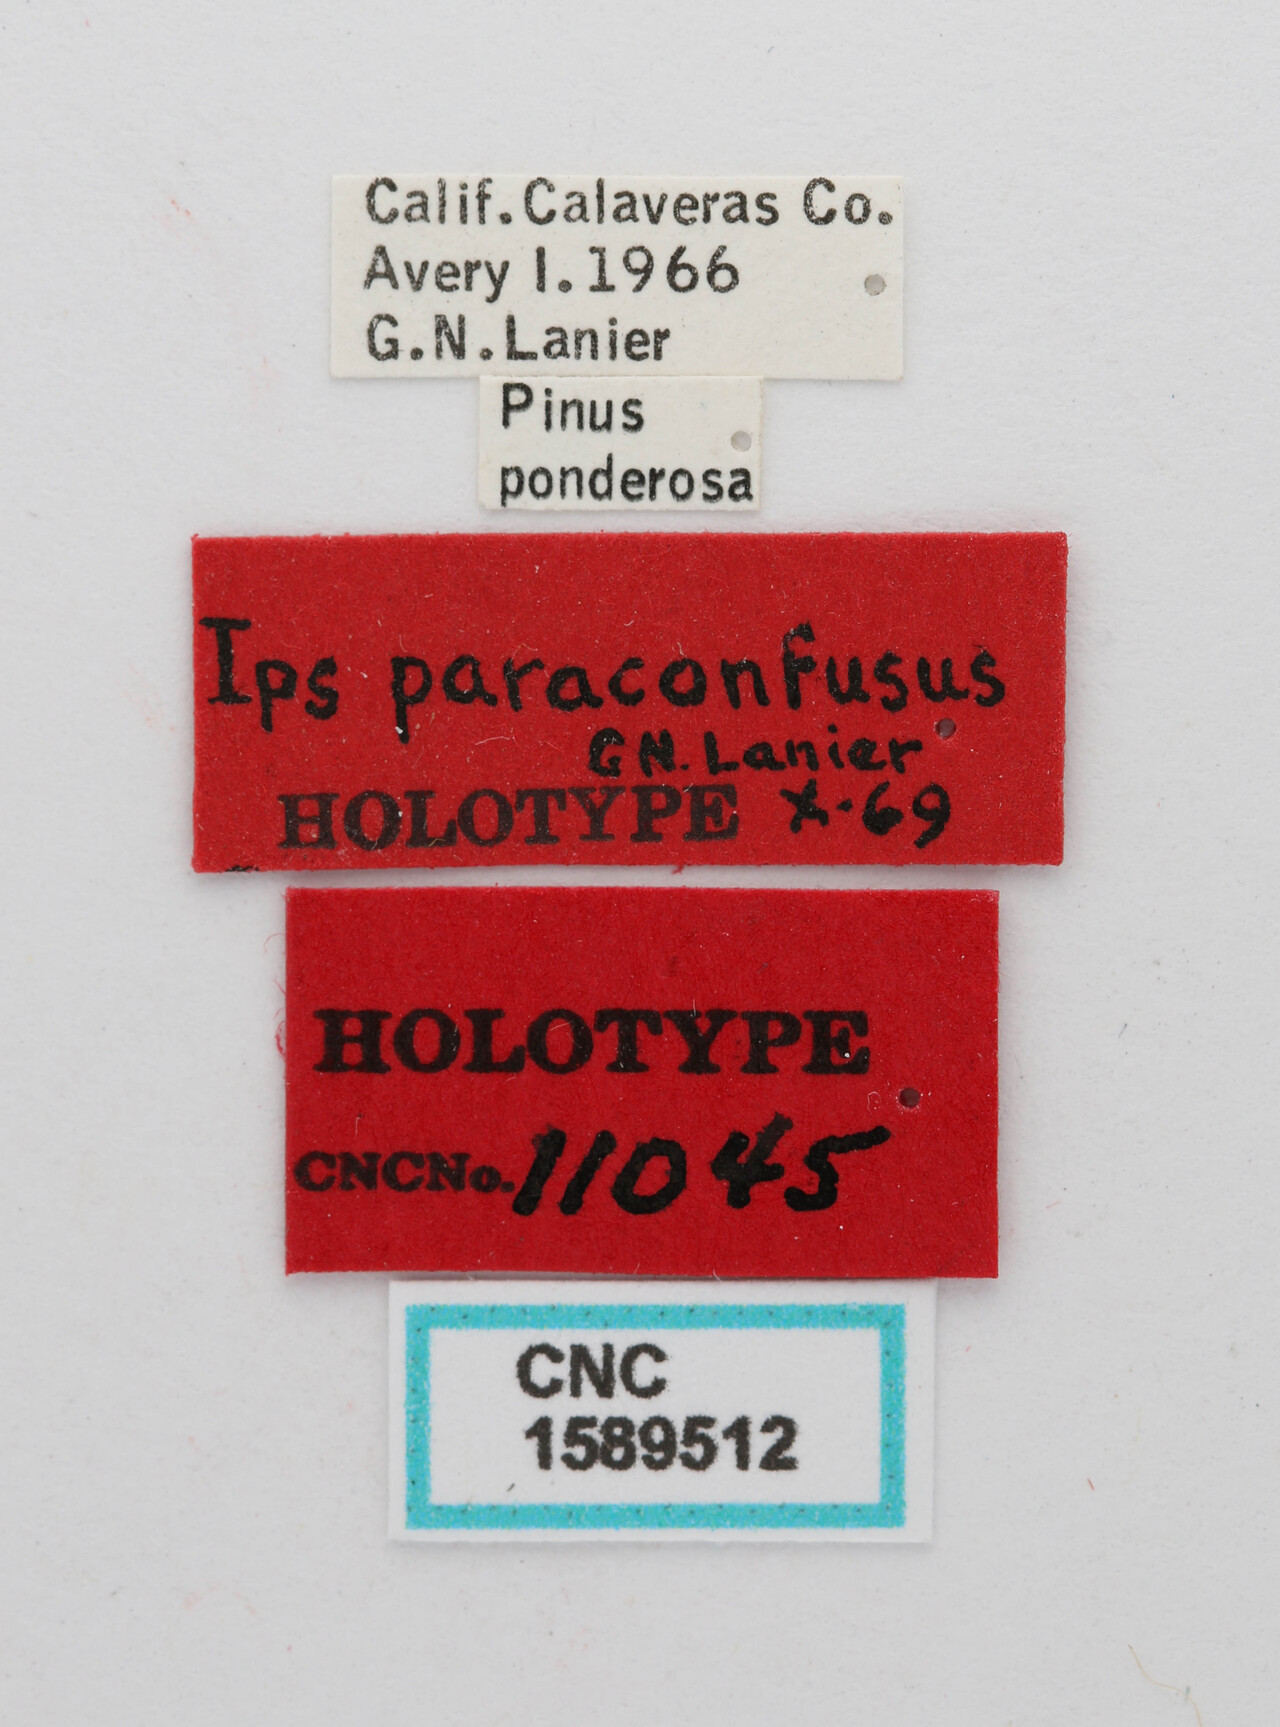 Calif.Calaveras Co.
Avery I.1966
G.N.Lanier
Pinus
ponderosa
Ips paraconfusus
G N. Lanier
HOLOTYPE X-69
HOLOTYPE
CNCNo. 11045
CNC
1589512